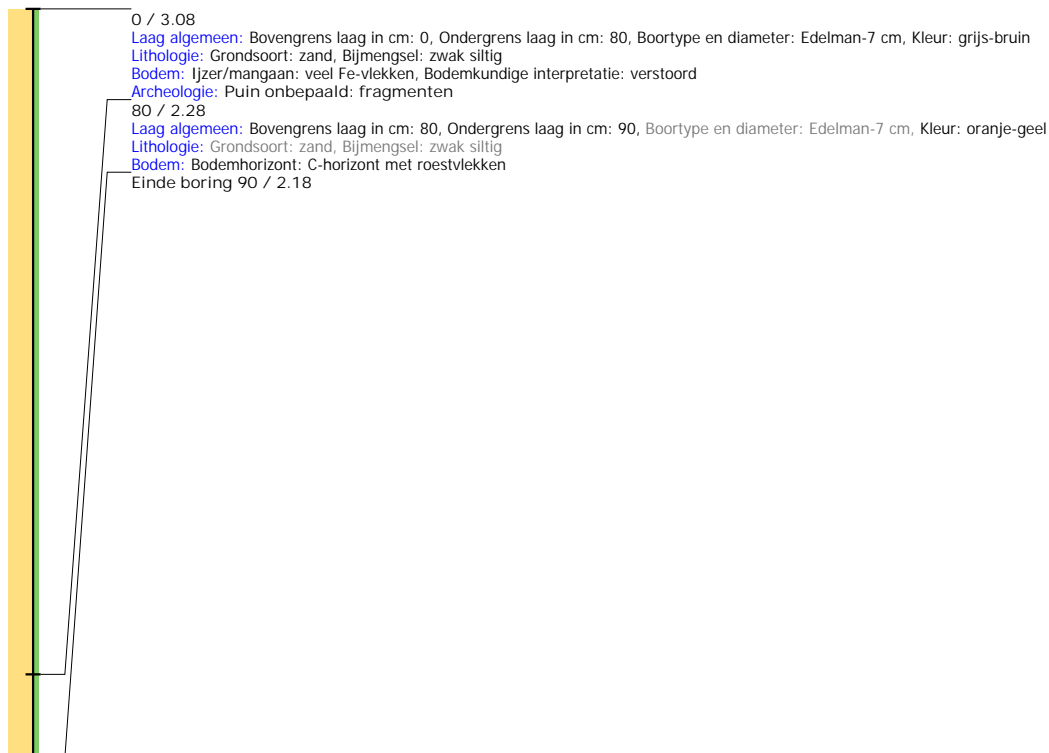 0 / 3.08
Laag algemeen: Bovengrens laag in cm: 0, Ondergrens laag in cm: 80, Boortype en diameter: Edelman-7 cm, Kleur: grijs-bruin
Lithologie: Grondsoort: zand, Bijmengsel: zwak siltig
Bodem: Ijzer/mangaan: veel Fe-vlekken, Bodemkundige interpretatie: verstoord
Archeologie: Puin onbepaald: fragmenten
80 / 2.28
Laag algemeen: Bovengrens laag in cm: 80, Ondergrens laag in cm: 90, Boortype en diameter: Edelman-7 cm, Kleur: oranje-geel
Lithologie: Grondsoort: zand, Bijmengsel: zwak siltig
Bodem: Bodemhorizont: C-horizont met roestvlekken
Einde boring 90 / 2.18